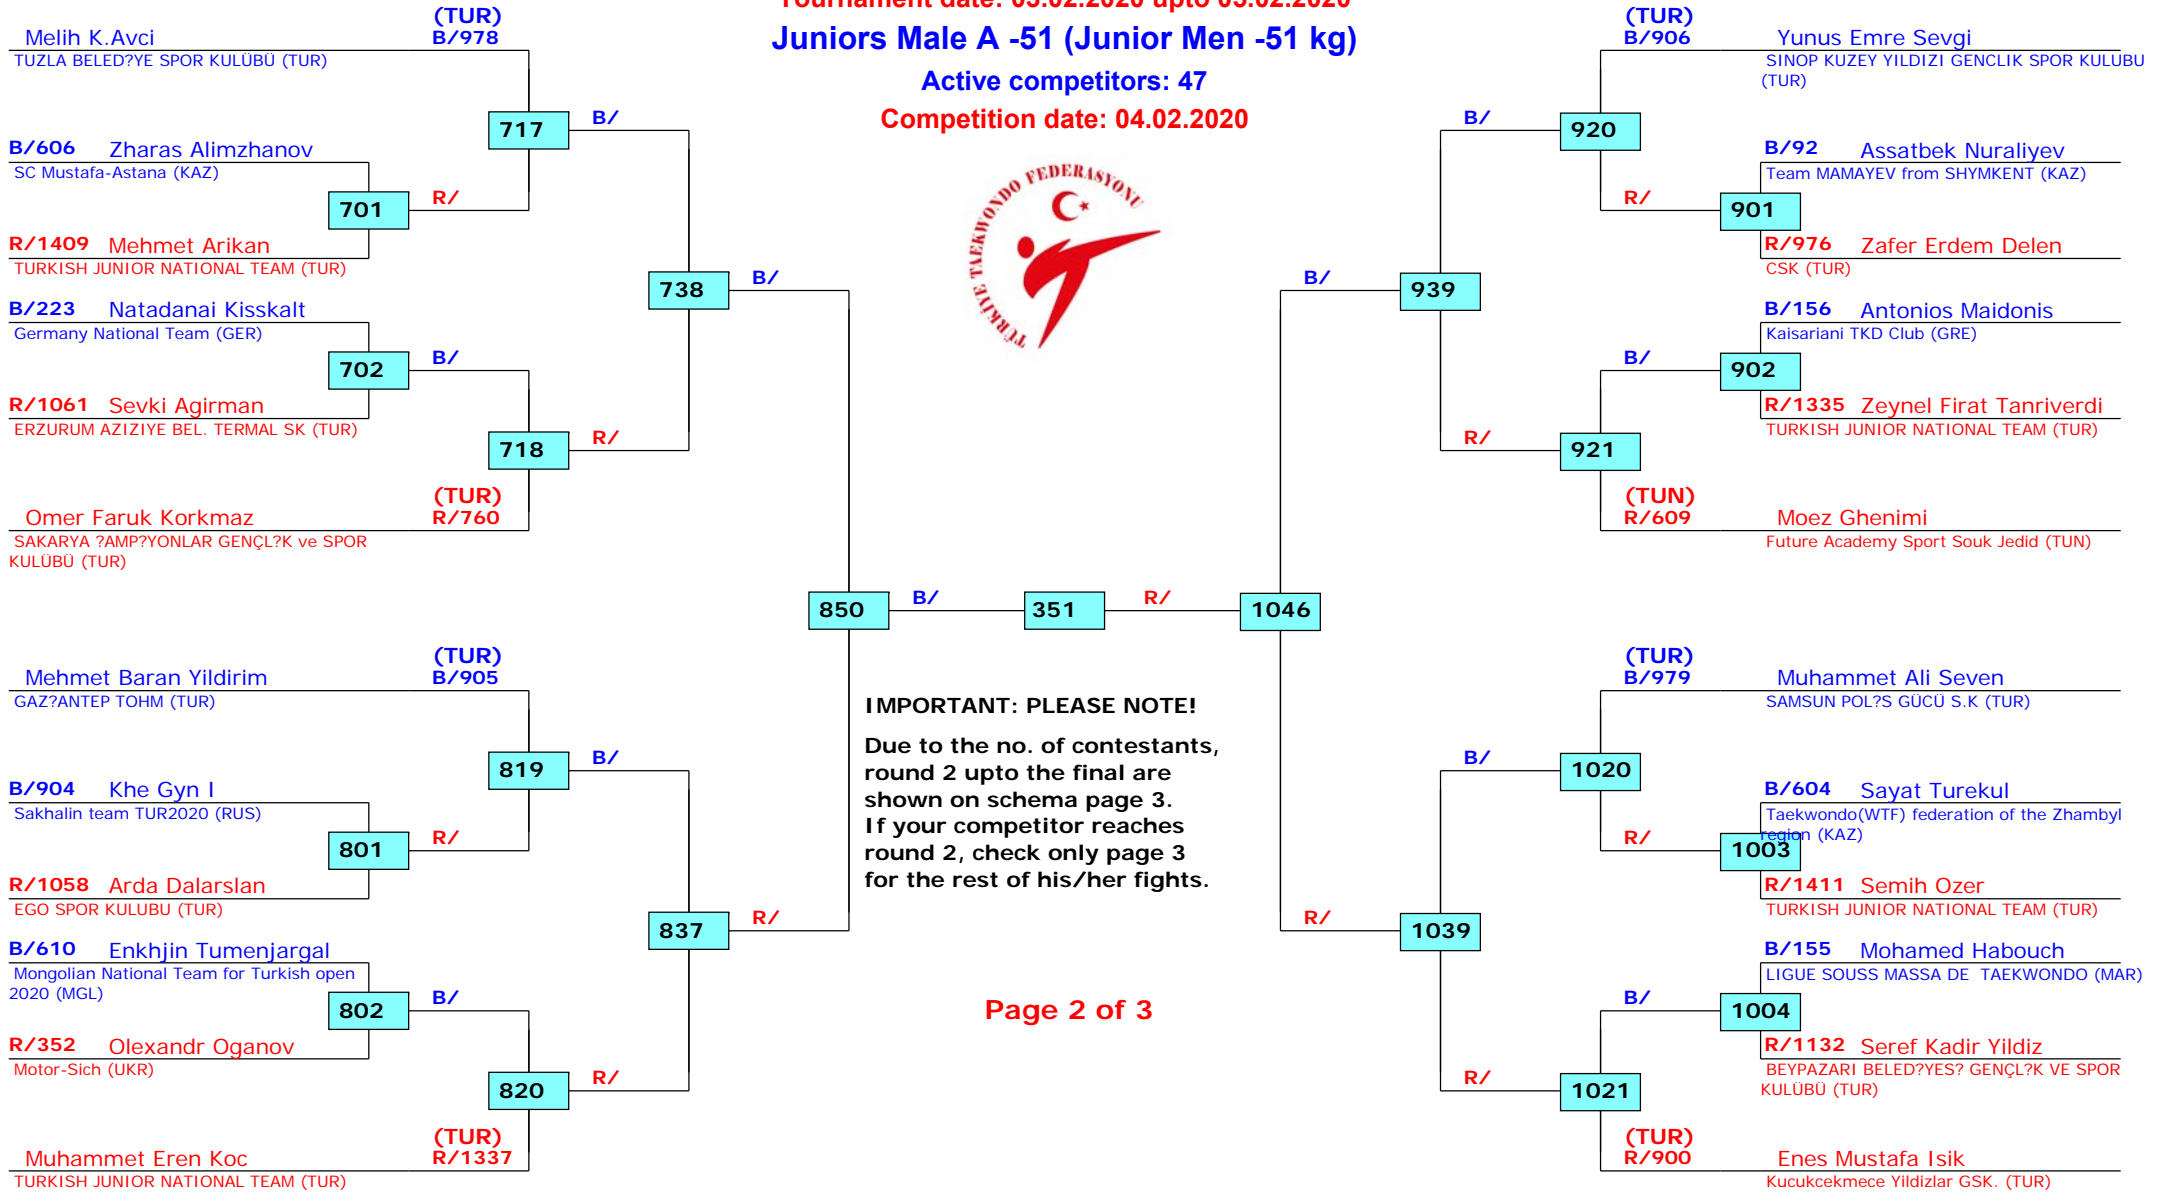 Tournament date: 03.02.2020 upto 05.02.2020
Juniors Male A -51 (Junior Men -51 kg)
Active competitors: 47
Competition date: 04.02.2020
TÜRKİYE TAEKWONDO FEDERASYONU
(TUR)
Melih K.Avci B/978
TUZLA BELED?YE SPOR KULÜBÜ (TUR)
717 B/
B/606 Zharas Alimzhanov
SC Mustafa-Astana (KAZ)
701 R/
R/1409 Mehmet Arikan
TURKISH JUNIOR NATIONAL TEAM (TUR)
738 B/
B/223 Natadanai Kisskalt
Germany National Team (GER)
702 B/
R/1061 Sevki Agirman
ERZURUM AZIZIYE BEL. TERMAL SK (TUR)
718 R/
(TUR)
Omer Faruk Korkmaz R/760
SAKARYA ?AMP?YONLAR GENÇL?K ve SPOR
KULÜBÜ (TUR)
850 B/ 351 R/ 1046
(TUR)
Mehmet Baran Yildirim B/905
GAZ?ANTEP TOHM (TUR)
819 B/
B/904 Khe Gyn I
Sakhalin team TUR2020 (RUS)
801 R/
R/1058 Arda Dalarslan
EGO SPOR KULUBU (TUR)
837 R/
B/610 Enkhjin Tumenjargal
Mongolian National Team for Turkish open
2020 (MGL)
802 B/
R/352 Olexandr Oganov
Motor-Sich (UKR)
820 R/
(TUR)
Muhammet Eren Koc R/1337
TURKISH JUNIOR NATIONAL TEAM (TUR)
IMPORTANT: PLEASE NOTE!
Due to the no. of contestants,
round 2 upto the final are
shown on schema page 3.
If your competitor reaches
round 2, check only page 3
for the rest of his/her fights.
Page 2 of 3
(TUR)
B/906 Yunus Emre Sevgi
SINOP KUZEY YILDIZI GENCLIK SPOR KULUBU
(TUR)
B/ 920
B/92 Assatbek Nuraliyev
Team MAMAYEV from SHYMKENT (KAZ)
R/ 901
R/976 Zafer Erdem Delen
CSK (TUR)
B/ 939
B/156 Antonios Maidonis
Kaisariani TKD Club (GRE)
B/ 902
R/1335 Zeynel Firat Tanriverdi
TURKISH JUNIOR NATIONAL TEAM (TUR)
R/ 921
(TUN)
R/609 Moez Ghenimi
Future Academy Sport Souk Jedid (TUN)
(TUR)
B/979 Muhammet Ali Seven
SAMSUN POL?S GÜCÜ S.K (TUR)
B/ 1020
B/604 Sayat Turekul
Taekwondo(WTF) federation of the Zhambyl
region (KAZ)
R/ 1003
R/1411 Semih Ozer
TURKISH JUNIOR NATIONAL TEAM (TUR)
R/ 1039
B/155 Mohamed Habouch
LIGUE SOUSS MASSA DE TAEKWONDO (MAR)
B/ 1004
R/1132 Seref Kadir Yildiz
BEYPAZARI BELED?YES? GENÇL?K VE SPOR
KULÜBÜ (TUR)
R/ 1021
(TUR)
R/900 Enes Mustafa Isik
Kucukcekmece Yildizlar GSK. (TUR)